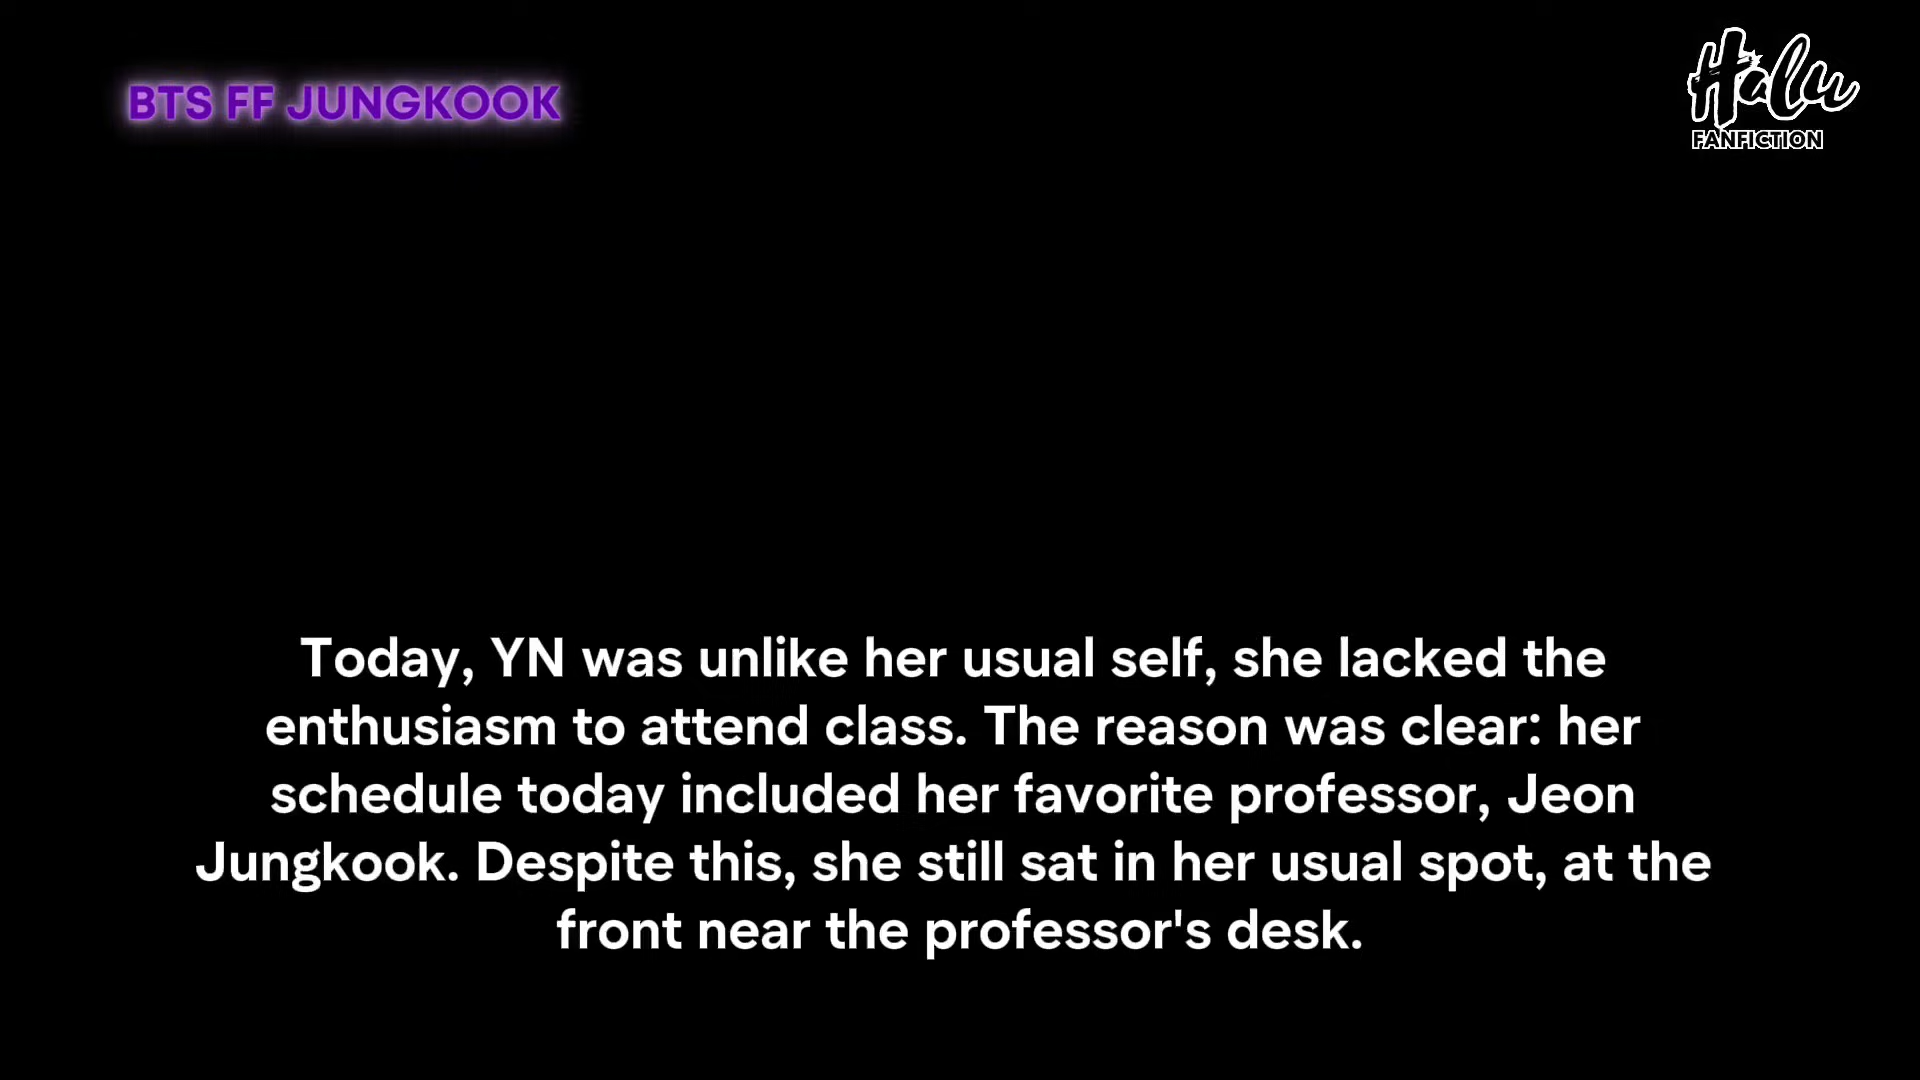 BTS FF JUNGKOOK
Halu
FANFICTION
Today, YN was unlike her usual self, she lacked the
enthusiasm to attend class. The reason was clear: her
schedule today included her favorite professor, Jeon
Jungkook. Despite this, she still sat in her usual spot, at the
front near the professor's desk.